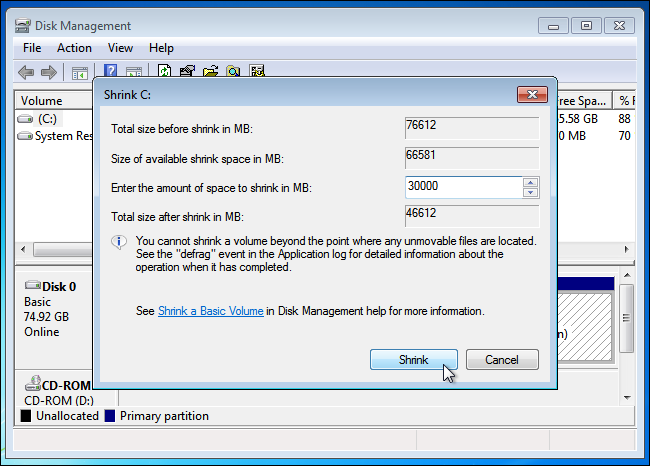 Disk Management
File Action View Help
Shrink C:
Volume
Free Spa...
(C:)
5.58 GB 88
System Res
0 MB 70
Total size before shrink in MB: 76612
Size of available shrink space in MB: 66581
Enter the amount of space to shrink in MB: 30000
Total size after shrink in MB: 46612
You cannot shrink a volume beyond the point where any unmovable files are located.
See the "defrag" event in the Application log for detailed information about the
operation when it has completed.
See Shrink a Basic Volume in Disk Management help for more information.
Shrink Cancel
Disk 0
Basic
74.92 GB
Online
n)
CD-ROM
CD-ROM (D:)
Unallocated Primary partition